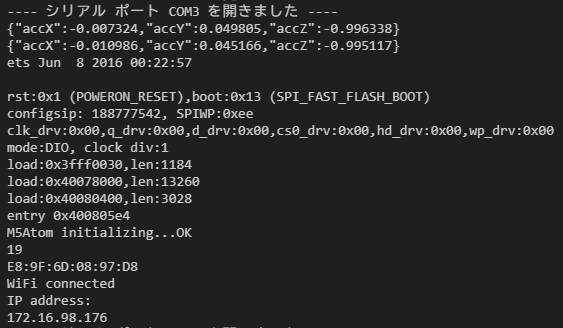 ---- シリアル ポート COM3 を開きました ----
{"accX":-0.007324,"accY":0.049805,"accZ":-0.996338}
{"accX":-0.010986,"accY":0.045166,"accZ":-0.995117}
ets Jun  8 2016 00:22:57

rst:0x1 (POWERON_RESET),boot:0x13 (SPI_FAST_FLASH_BOOT)
configsip: 188777542, SPIWP:0xee
clk_drv:0x00,q_drv:0x00,d_drv:0x00,cs0_drv:0x00,hd_drv:0x00,wp_drv:0x00
mode:DIO, clock div:1
load:0x3fff0030,len:1184
load:0x40078000,len:13260
load:0x40080400,len:3028
entry 0x400805e4
M5Atom initializing...OK
19
E8:9F:6D:08:97:D8
WiFi connected
IP address:
172.16.98.176